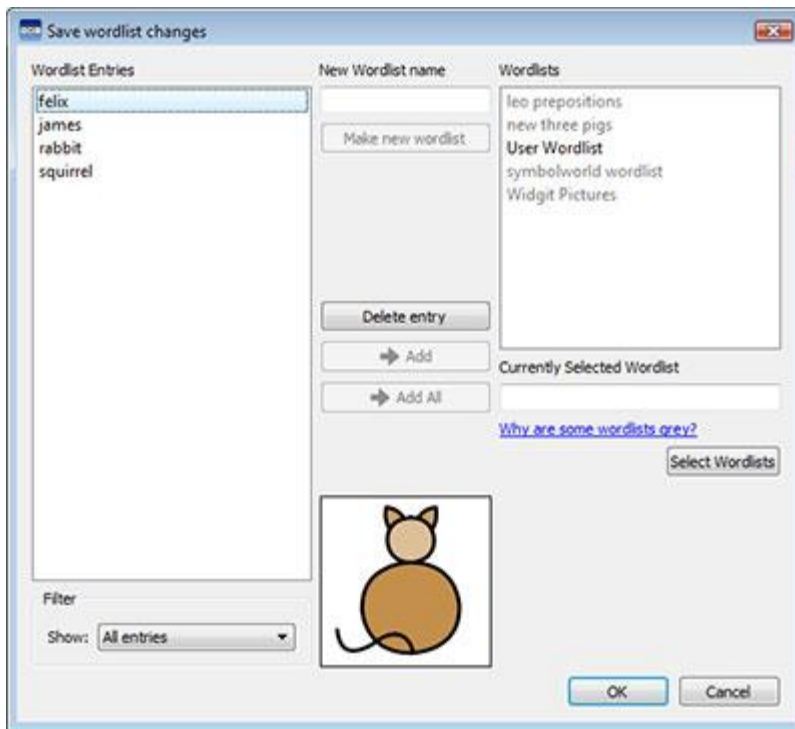 Save wordlist changes
Wordlist Entries
felix
james
rabbit
squirrel
Filter
Show: All entries
New Wordlist name
Make new wordlist
Delete entry
Add
Add All
Wordlists
leo prepositions
new three pigs
User Wordlist
symbolworld wordlist
Widgit Pictures
Currently Selected Wordlist
Why are some wordlists grey?
Select Wordlists
OK
Cancel